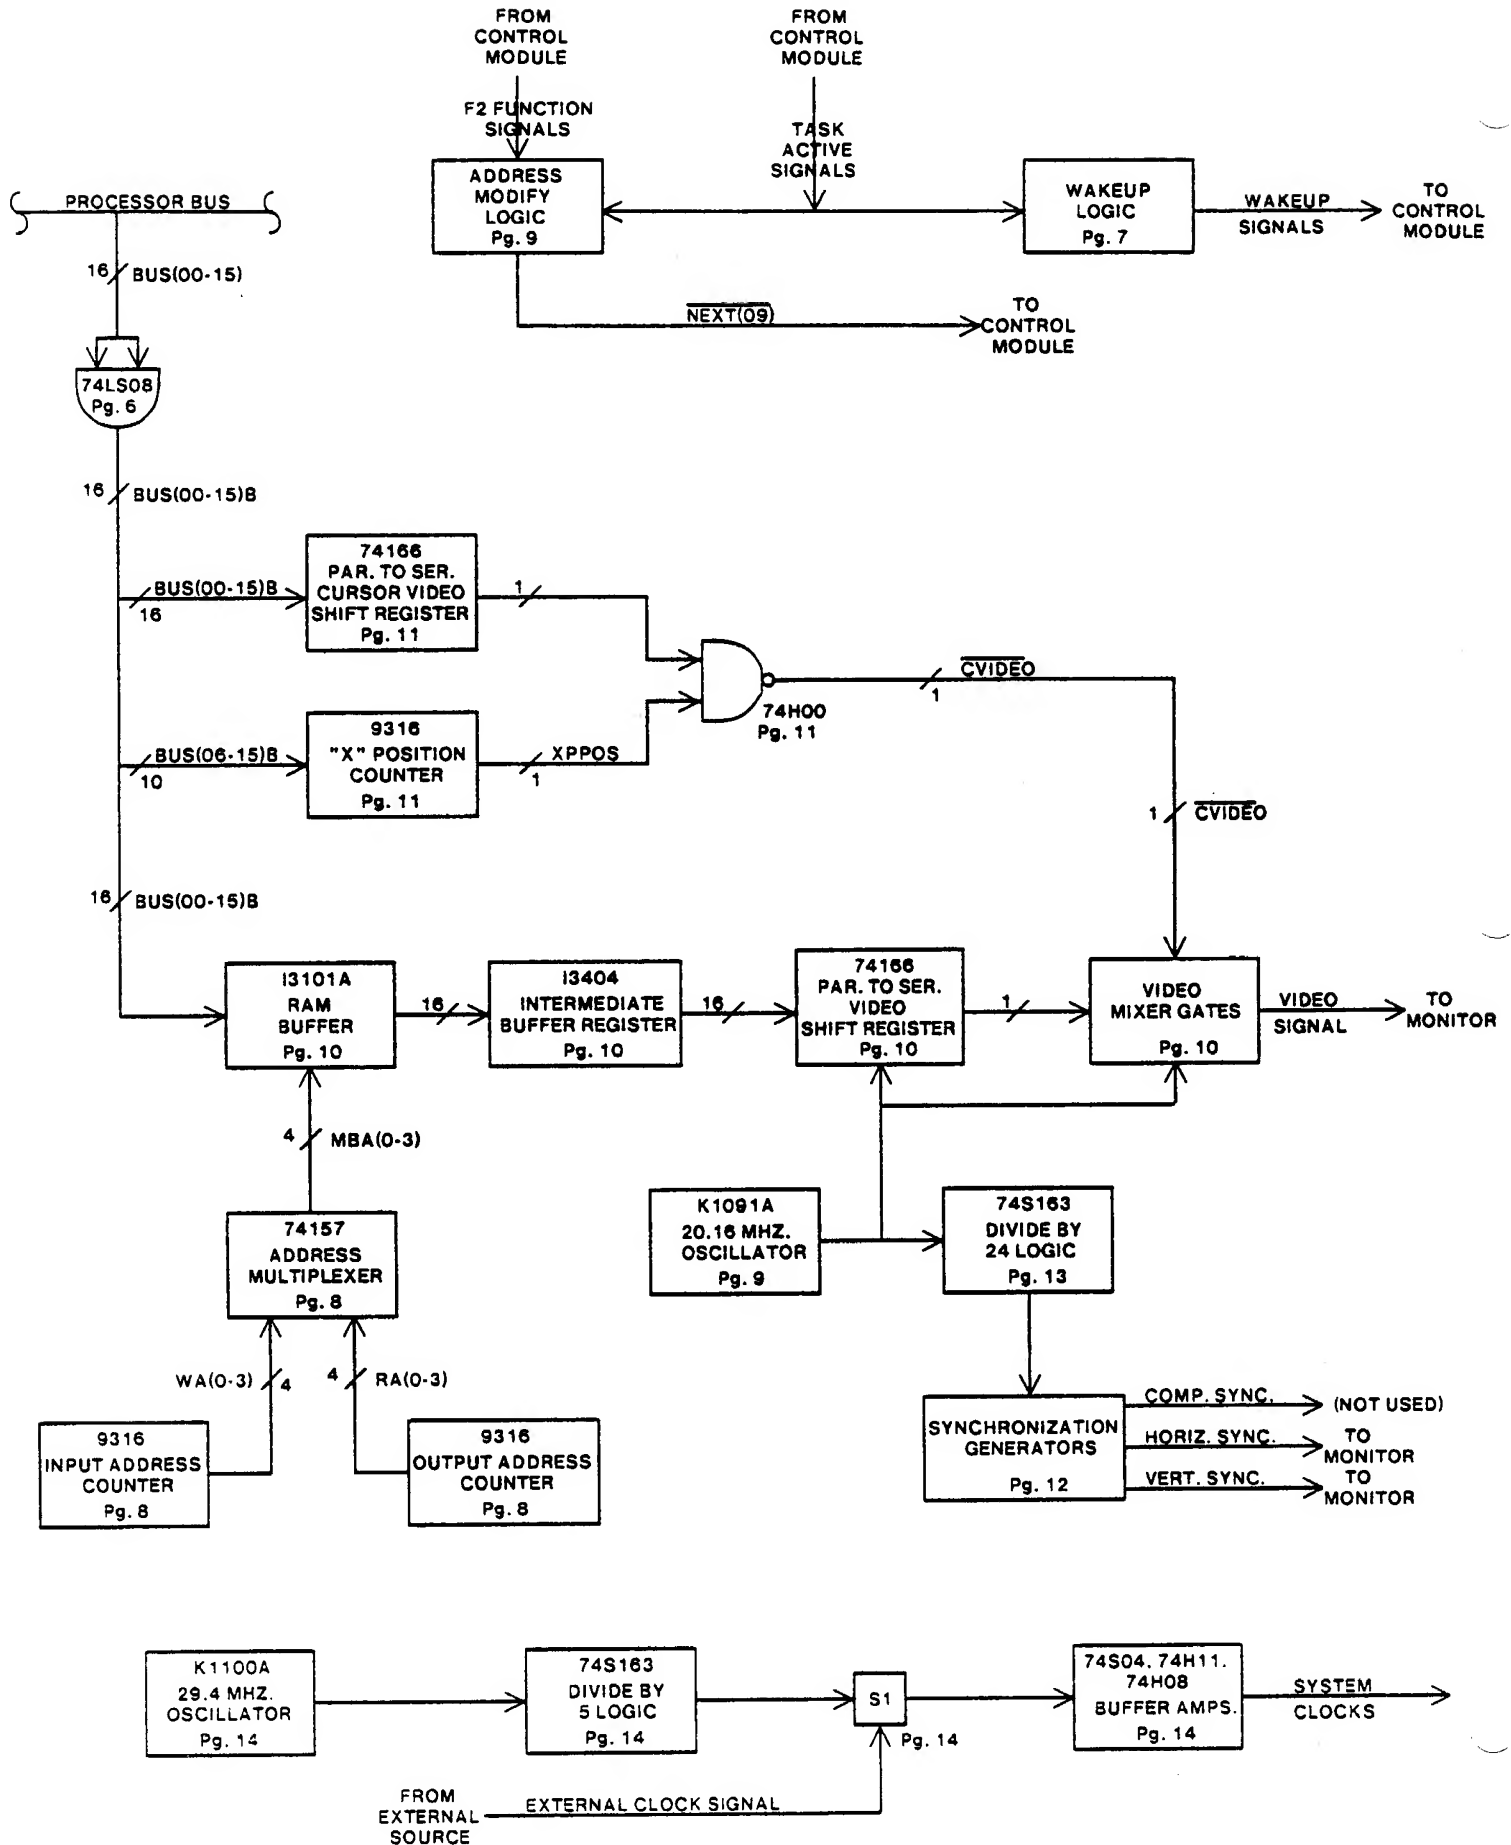 FROM
CONTROL
MODULE
FROM
CONTROL
MODULE
F2 FUNCTION
SIGNALS
TASK
ACTIVE
SIGNALS
PROCESSOR BUS
ADDRESS
MODIFY
LOGIC
Pg. 9
WAKEUP
LOGIC
Pg. 7
WAKEUP
SIGNALS
TO
CONTROL
MODULE
16
BUS(00-15)
NEXT(09)
TO
CONTROL
MODULE
74LS08
Pg. 6
16
BUS(00-15)B
BUS(00-15)B
16
74166
PAR. TO SER.
CURSOR VIDEO
SHIFT REGISTER
Pg. 11
1
74H00
Pg. 11
CVIDEO
1
BUS(06-15)B
10
9316
"X" POSITION
COUNTER
Pg. 11
XPPOS
1
1
CVIDEO
16
BUS(00-15)B
I3101A
RAM
BUFFER
Pg. 10
16
I3404
INTERMEDIATE
BUFFER REGISTER
Pg. 10
16
74166
PAR. TO SER.
VIDEO
SHIFT REGISTER
Pg. 10
1
VIDEO
MIXER GATES
Pg. 10
VIDEO
SIGNAL
TO
MONITOR
4
MBA(0-3)
74157
ADDRESS
MULTIPLEXER
Pg. 8
K1091A
20.16 MHZ.
OSCILLATOR
Pg. 9
74S163
DIVIDE BY
24 LOGIC
Pg. 13
WA(0-3)
4
4
RA(0-3)
9316
INPUT ADDRESS
COUNTER
Pg. 8
9316
OUTPUT ADDRESS
COUNTER
Pg. 8
SYNCHRONIZATION
GENERATORS
Pg. 12
COMP. SYNC.
(NOT USED)
HORIZ. SYNC.
TO
MONITOR
VERT. SYNC.
TO
MONITOR
K1100A
29.4 MHZ.
OSCILLATOR
Pg. 14
74S163
DIVIDE BY
5 LOGIC
Pg. 14
S1
Pg. 14
74S04, 74H11,
74H08
BUFFER AMPS.
Pg. 14
SYSTEM
CLOCKS
FROM
EXTERNAL
SOURCE
EXTERNAL CLOCK SIGNAL